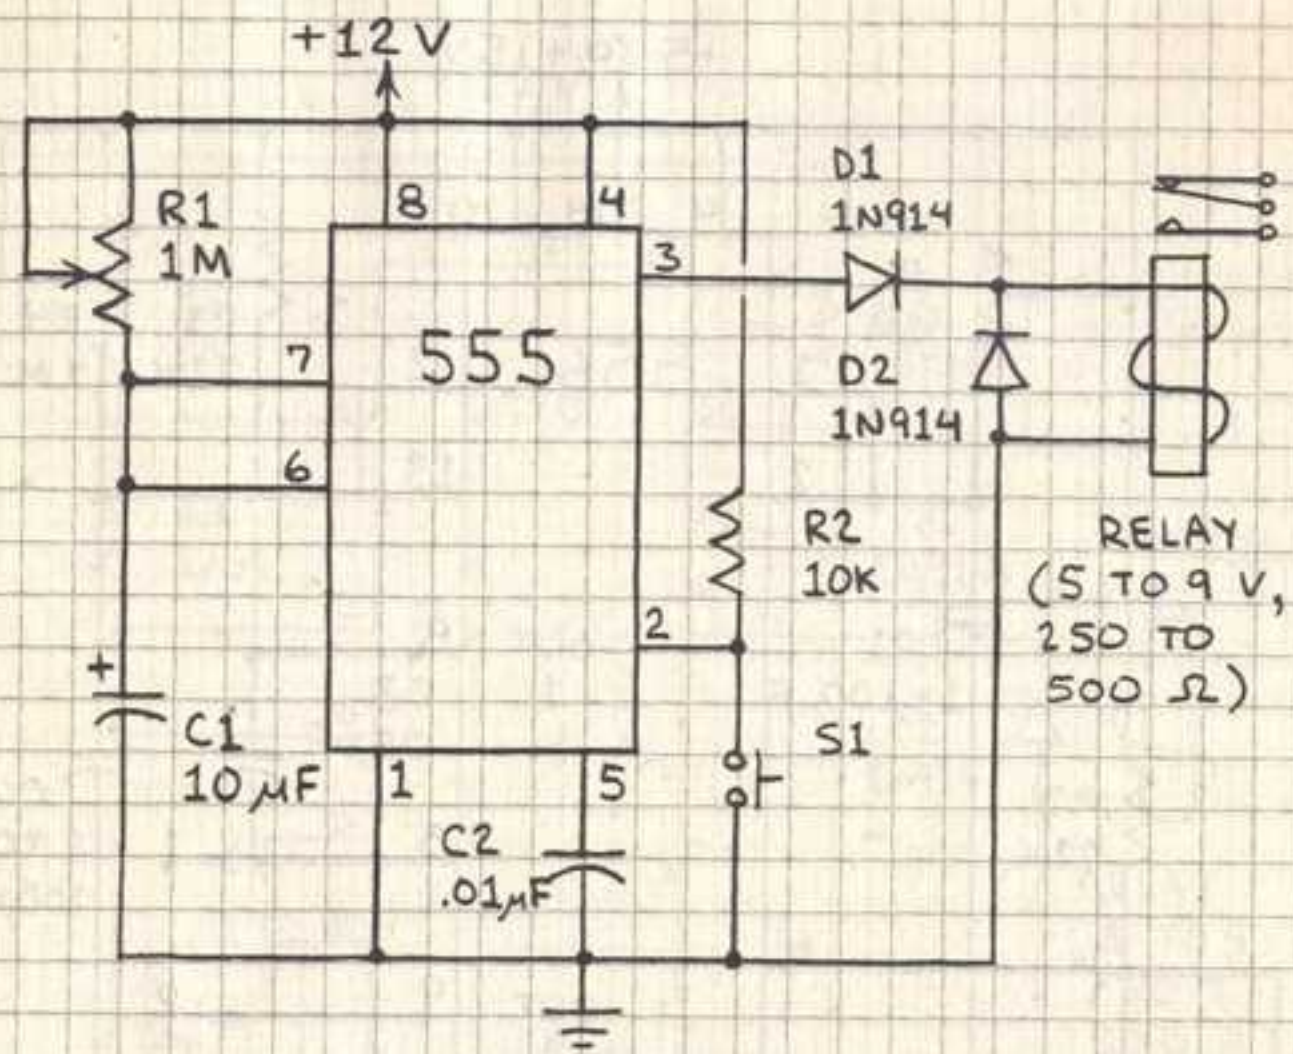 +12V
R1
1M
8
4
3
D1
1N914
7
555
D2
1N914
6
R2
10K
RELAY
(5 TO 9 V,
250 TO
500 Ω)
2
+
C1
10 μF
1
5
S1
C2
.01μF